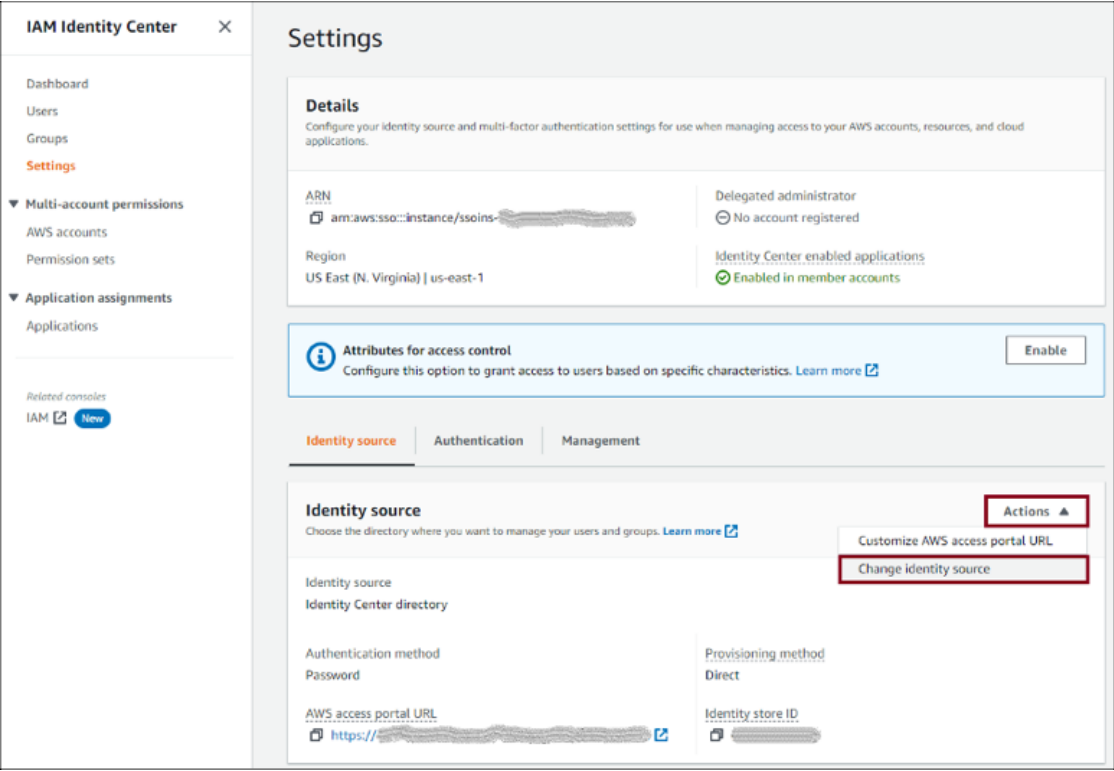 IAM Identity Center
Dashboard
Users
Groups
Settings
Multi-account permissions
AWS accounts
Permission sets
Application assignments
Applications
Related consoles
IAM New
Settings
Details
Configure your identity source and multi-factor authentication settings for use when managing access to your AWS accounts, resources, and cloud
applications.
ARN
arn:aws:sso:::instance/ssoins-
Delegated administrator
No account registered
Region
US East (N. Virginia) | us-east-1
Identity Center enabled applications
Enabled in member accounts
Attributes for access control
Configure this option to grant access to users based on specific characteristics. Learn more
Enable
Identity source Authentication Management
Identity source
Choose the directory where you want to manage your users and groups. Learn more
Actions
Customize AWS access portal URL
Change identity source
Identity source
Identity Center directory
Authentication method
Password
Provisioning method
Direct
AWS access portal URL
https://
Identity store ID